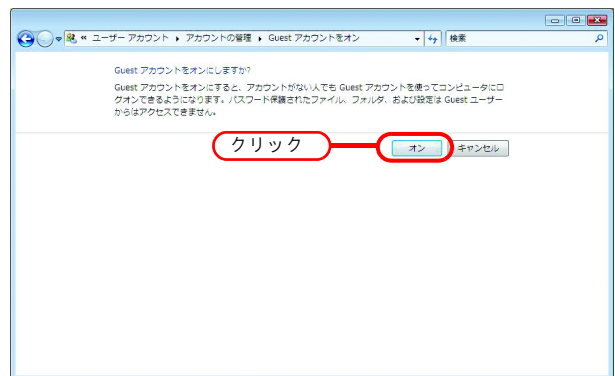 « ユーザー アカウント ▸ アカウントの管理 ▸ Guest アカウントをオン 検索
Guest アカウントをオンにしますか?
Guest アカウントをオンにすると、アカウントがない人でも Guest アカウントを使ってコンピュータにロ
グオンできるようになります。パスワード保護されたファイル、フォルダ、および設定は Guest ユーザー
からはアクセスできません。
クリック オン キャンセル